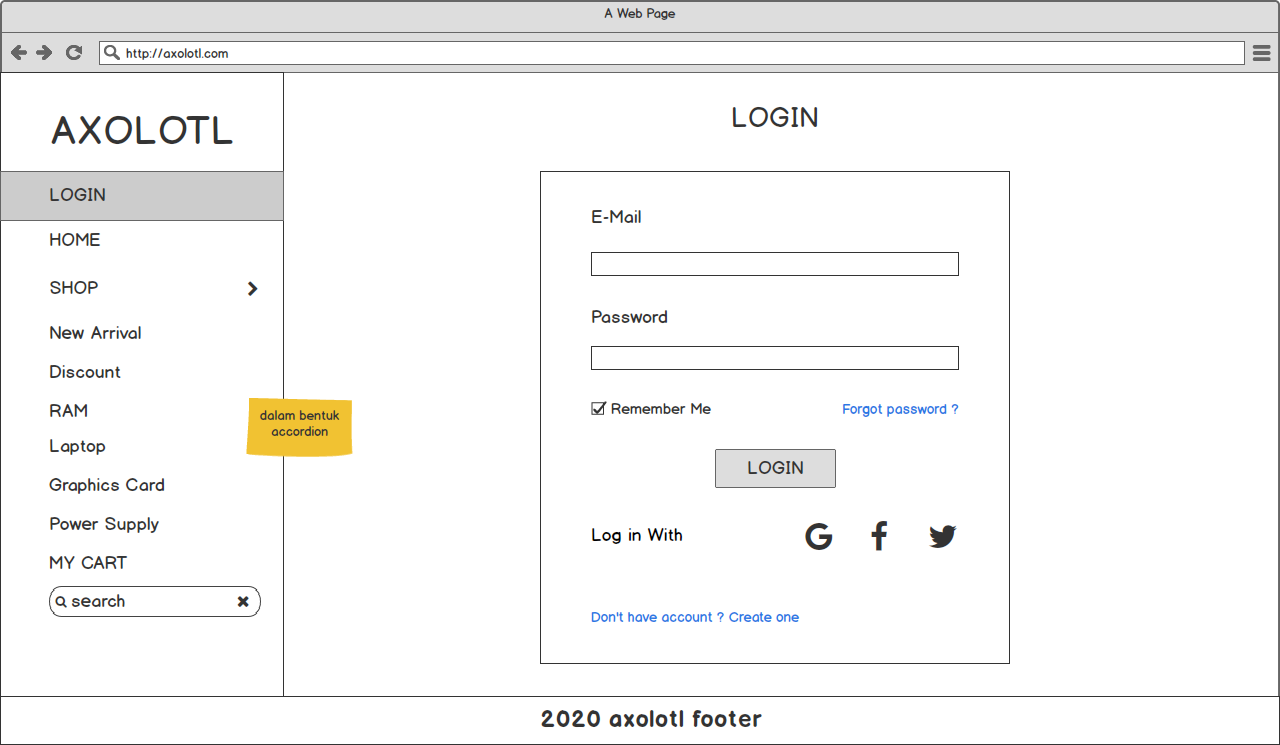 A Web Page
http://axolotl.com
AXOLOTL
LOGIN
HOME
SHOP
New Arrival
Discount
RAM
Laptop
Graphics Card
Power Supply
MY CART
search
dalam bentuk
accordion
LOGIN
E-Mail
Password
Remember Me
Forgot password ?
LOGIN
Log in With
Don't have account ? Create one
2020 axolotl footer